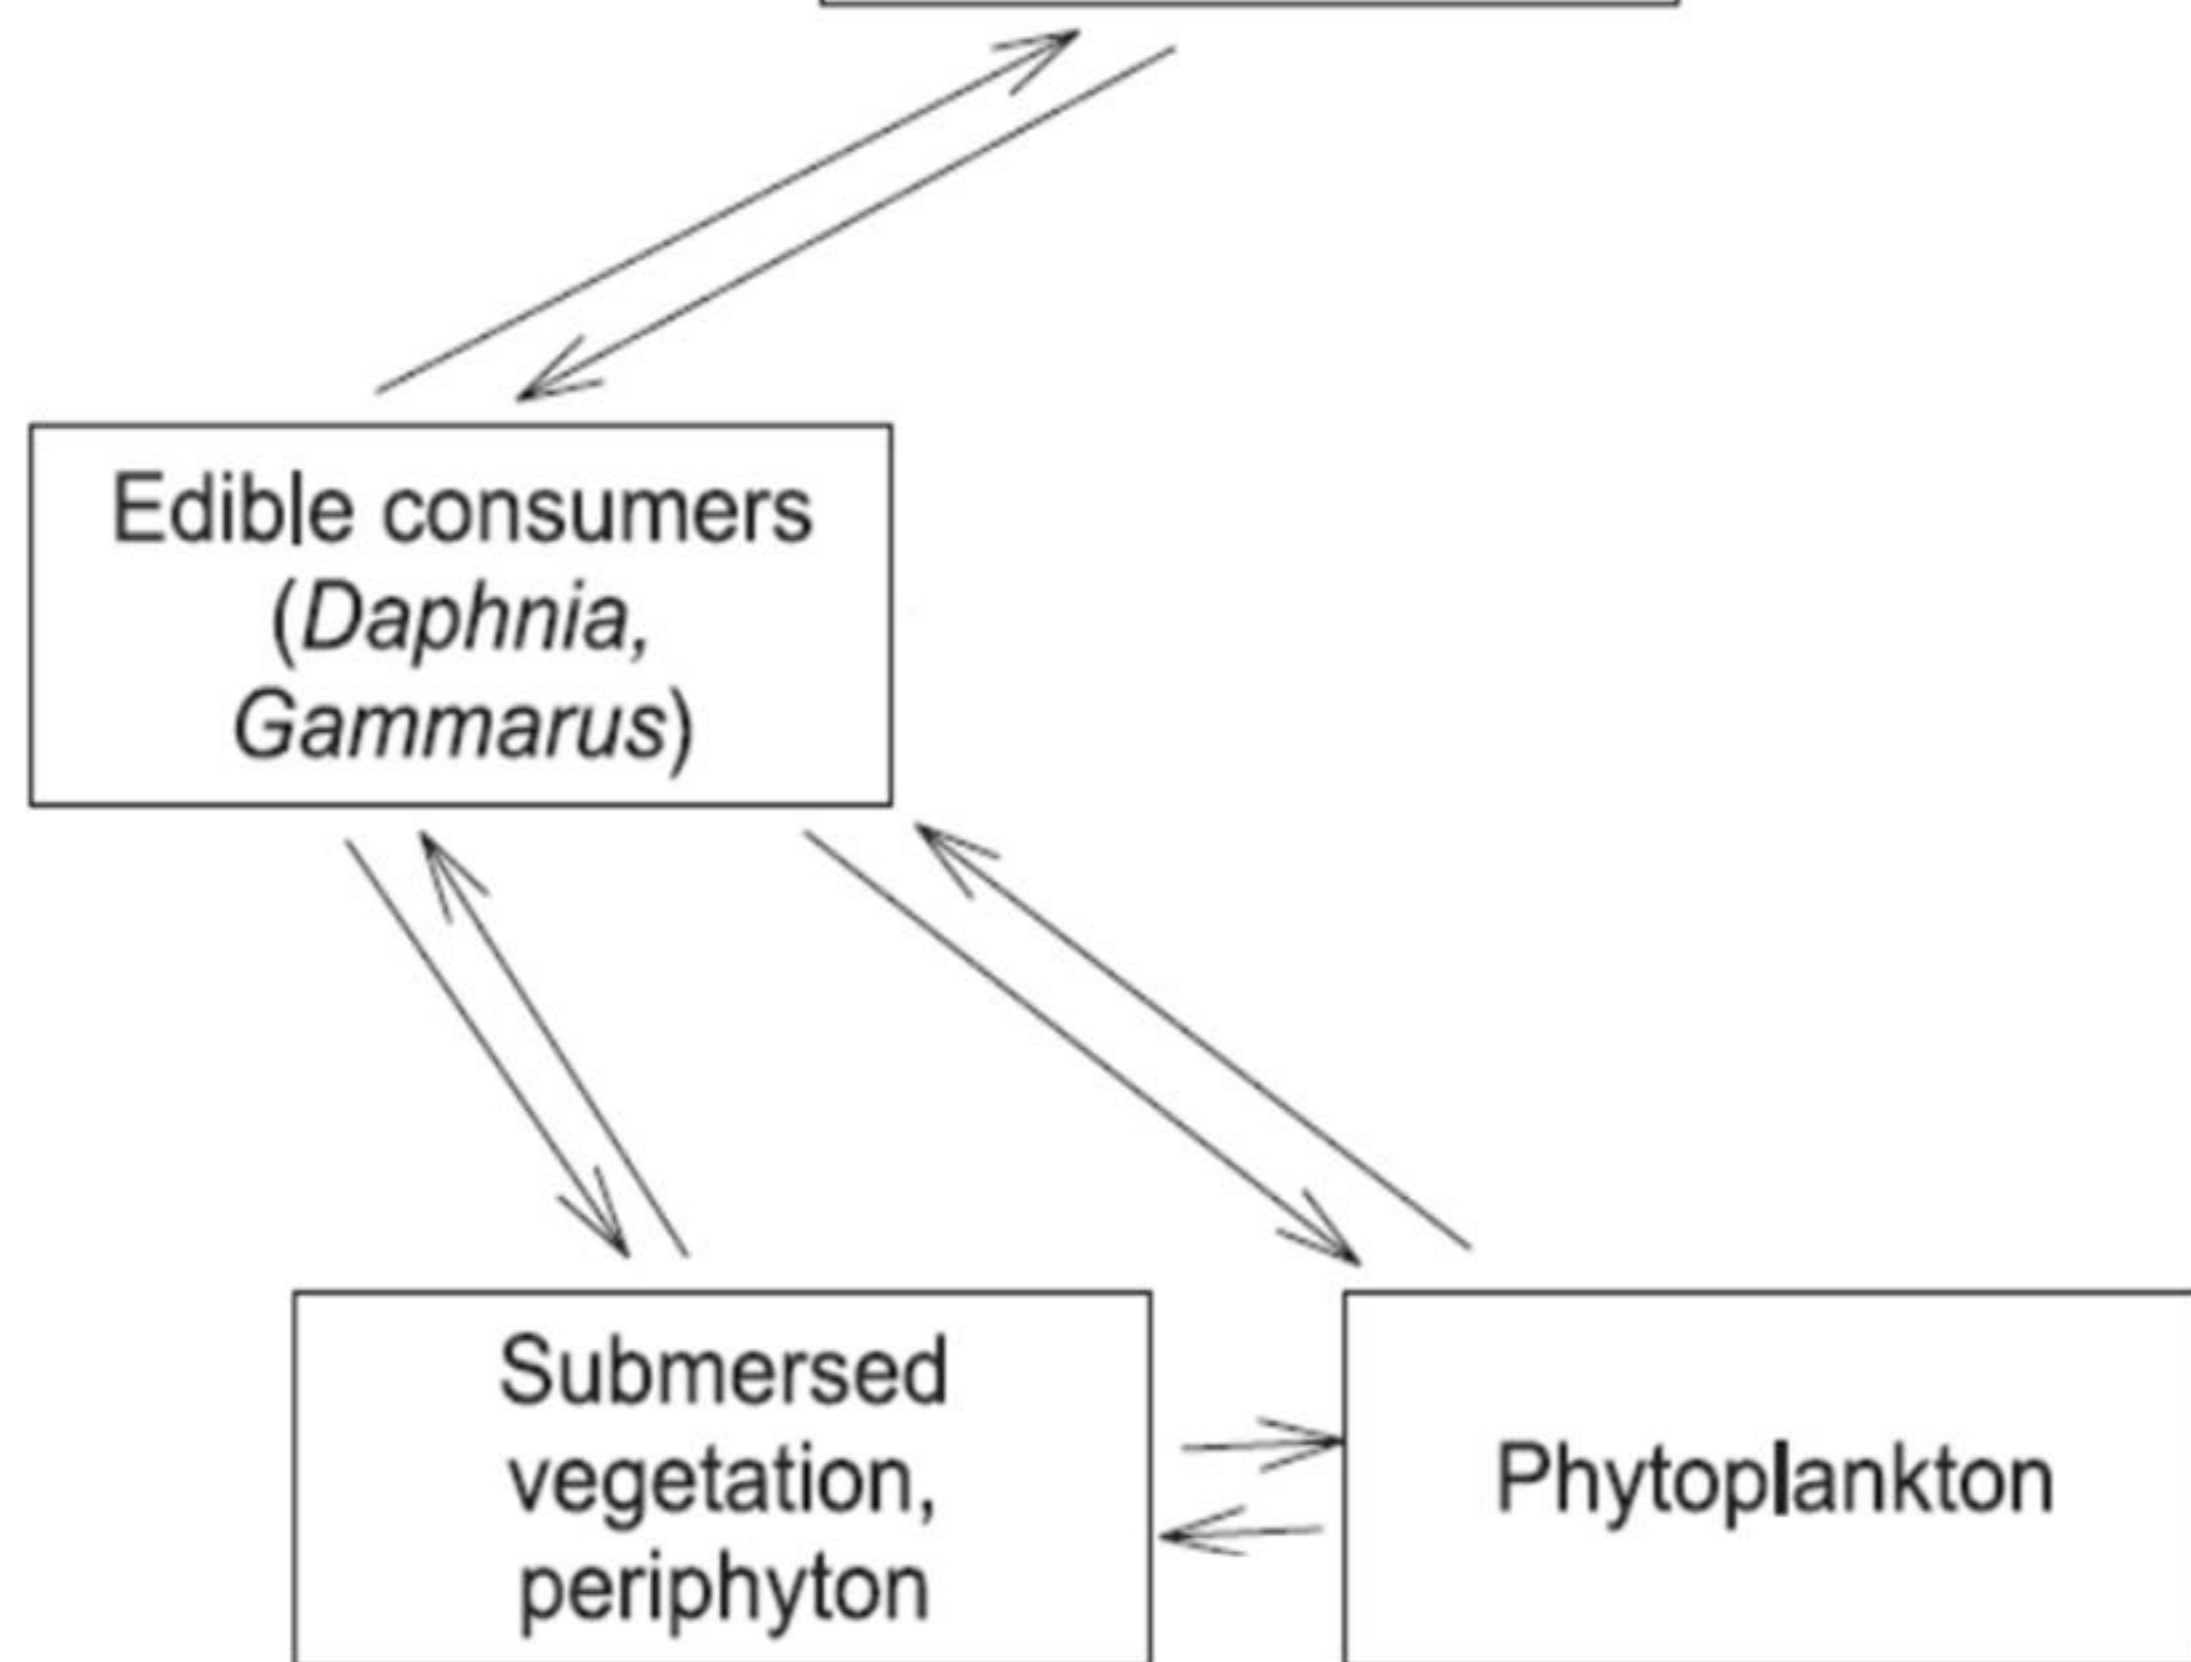 Edible consumers
(Daphnia,
Gammarus)
Submersed
vegetation,
periphyton
Phytoplankton